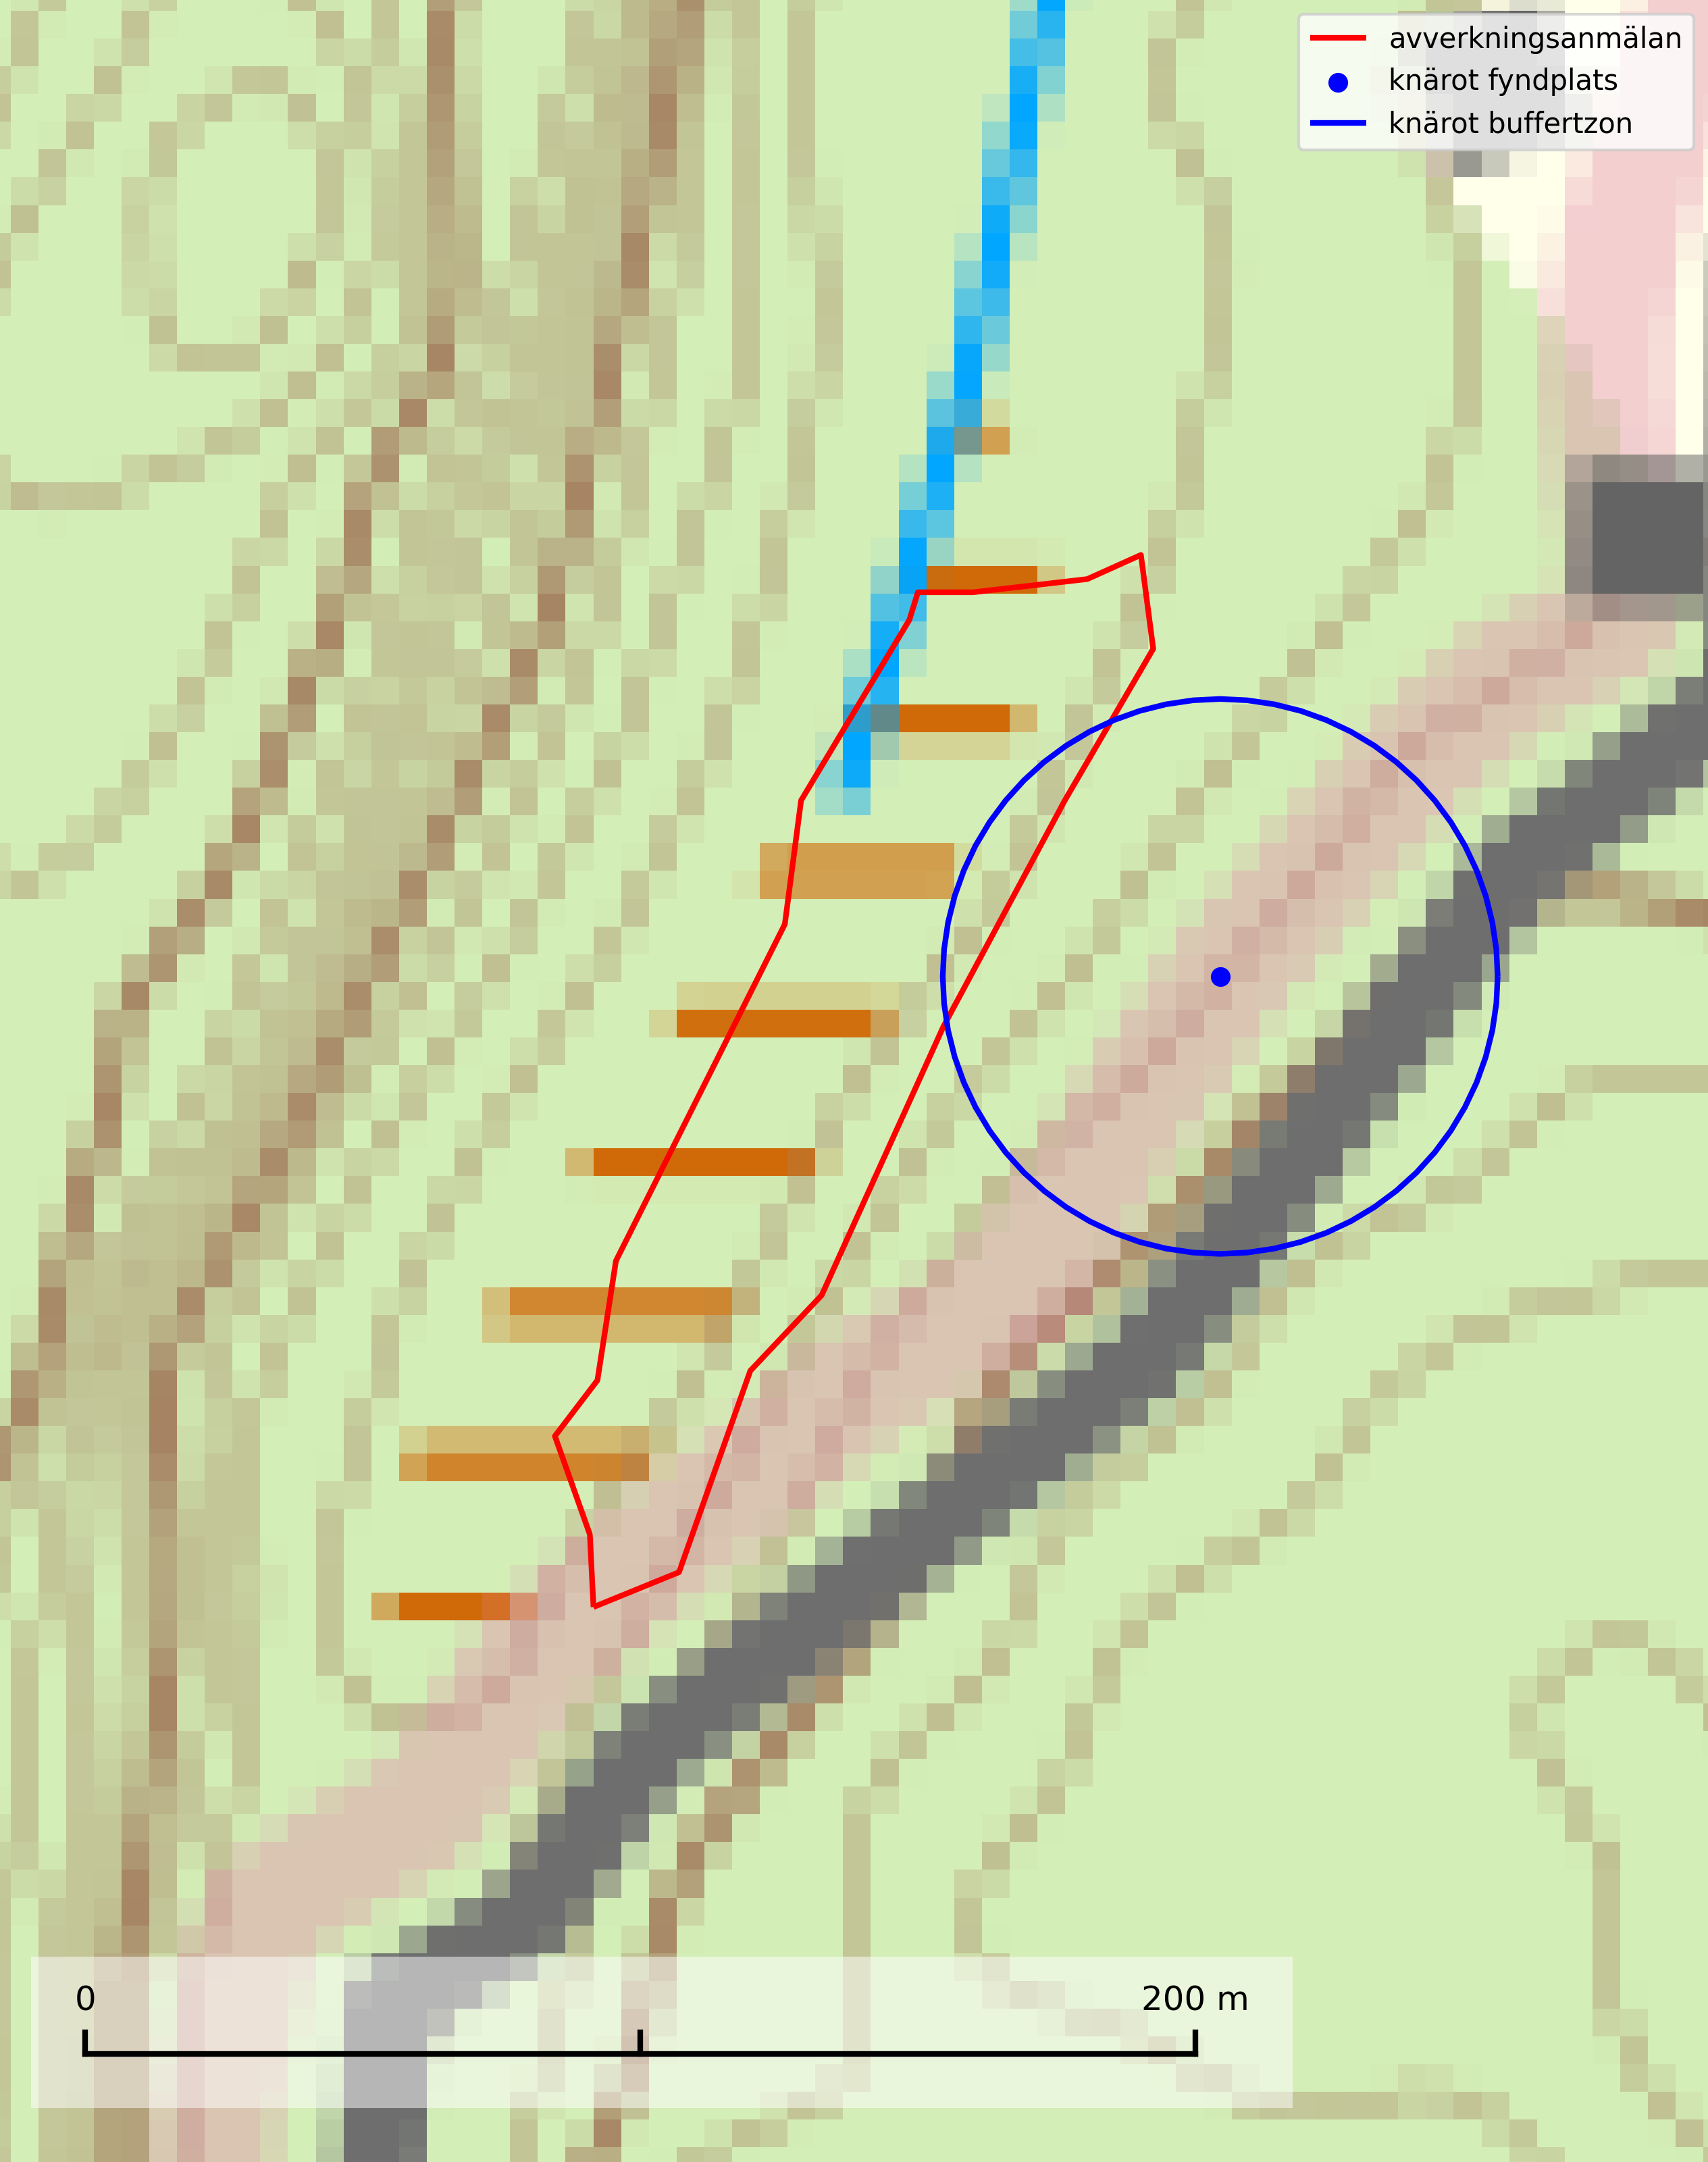 avverkningsanmälan
knärot fyndplats
knärot buffertzon
0
200 m